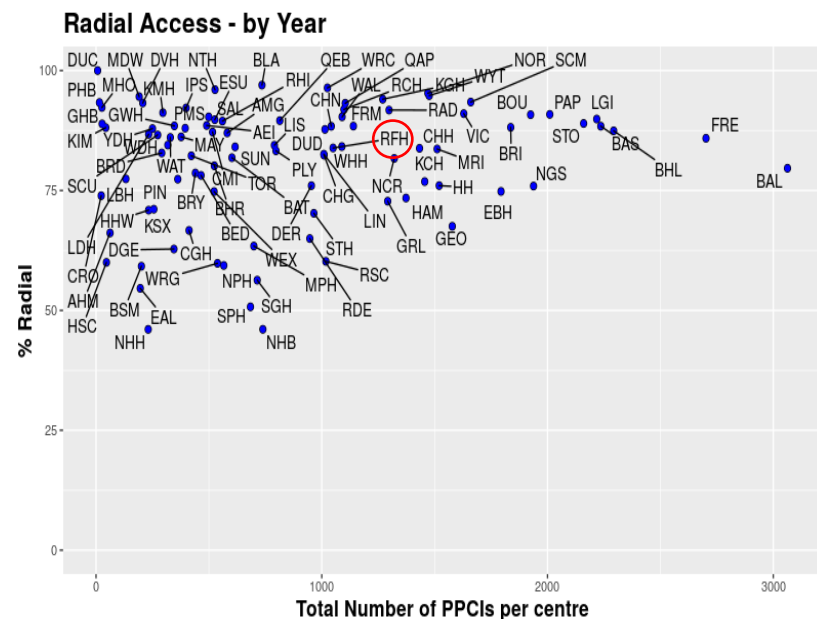 Radial Access - by Year
DUC MDW DVH NTH BLA QEB WRC QAP NOR SCM
PHB MHO KMH IPS ESU RHI CHN WAL RCH KGH WYT
GHB GWH PMS SAL AMG FRM RAD BOU PAP LGI
KIM YDH WDH MAY AEI LIS DUD RFH CHH VIC BRI STO BAS BHL FRE
BRD WAT SUN PLY WHH KCH MRI NGS BAL
SCU LBH PIN BRY CMI TOR CHG NCR HH
HHW KSX BHR BAT LIN HAM EBH
LDH DGE CGH BED WEX DER STH GRL GEO
CRO WRG NPH MPH RSC
AHM BSM EAL SGH RDE
HSC NHH SPH NHB
100
75
50
25
0
% Radial
0 1000 2000 3000
Total Number of PPCIs per centre